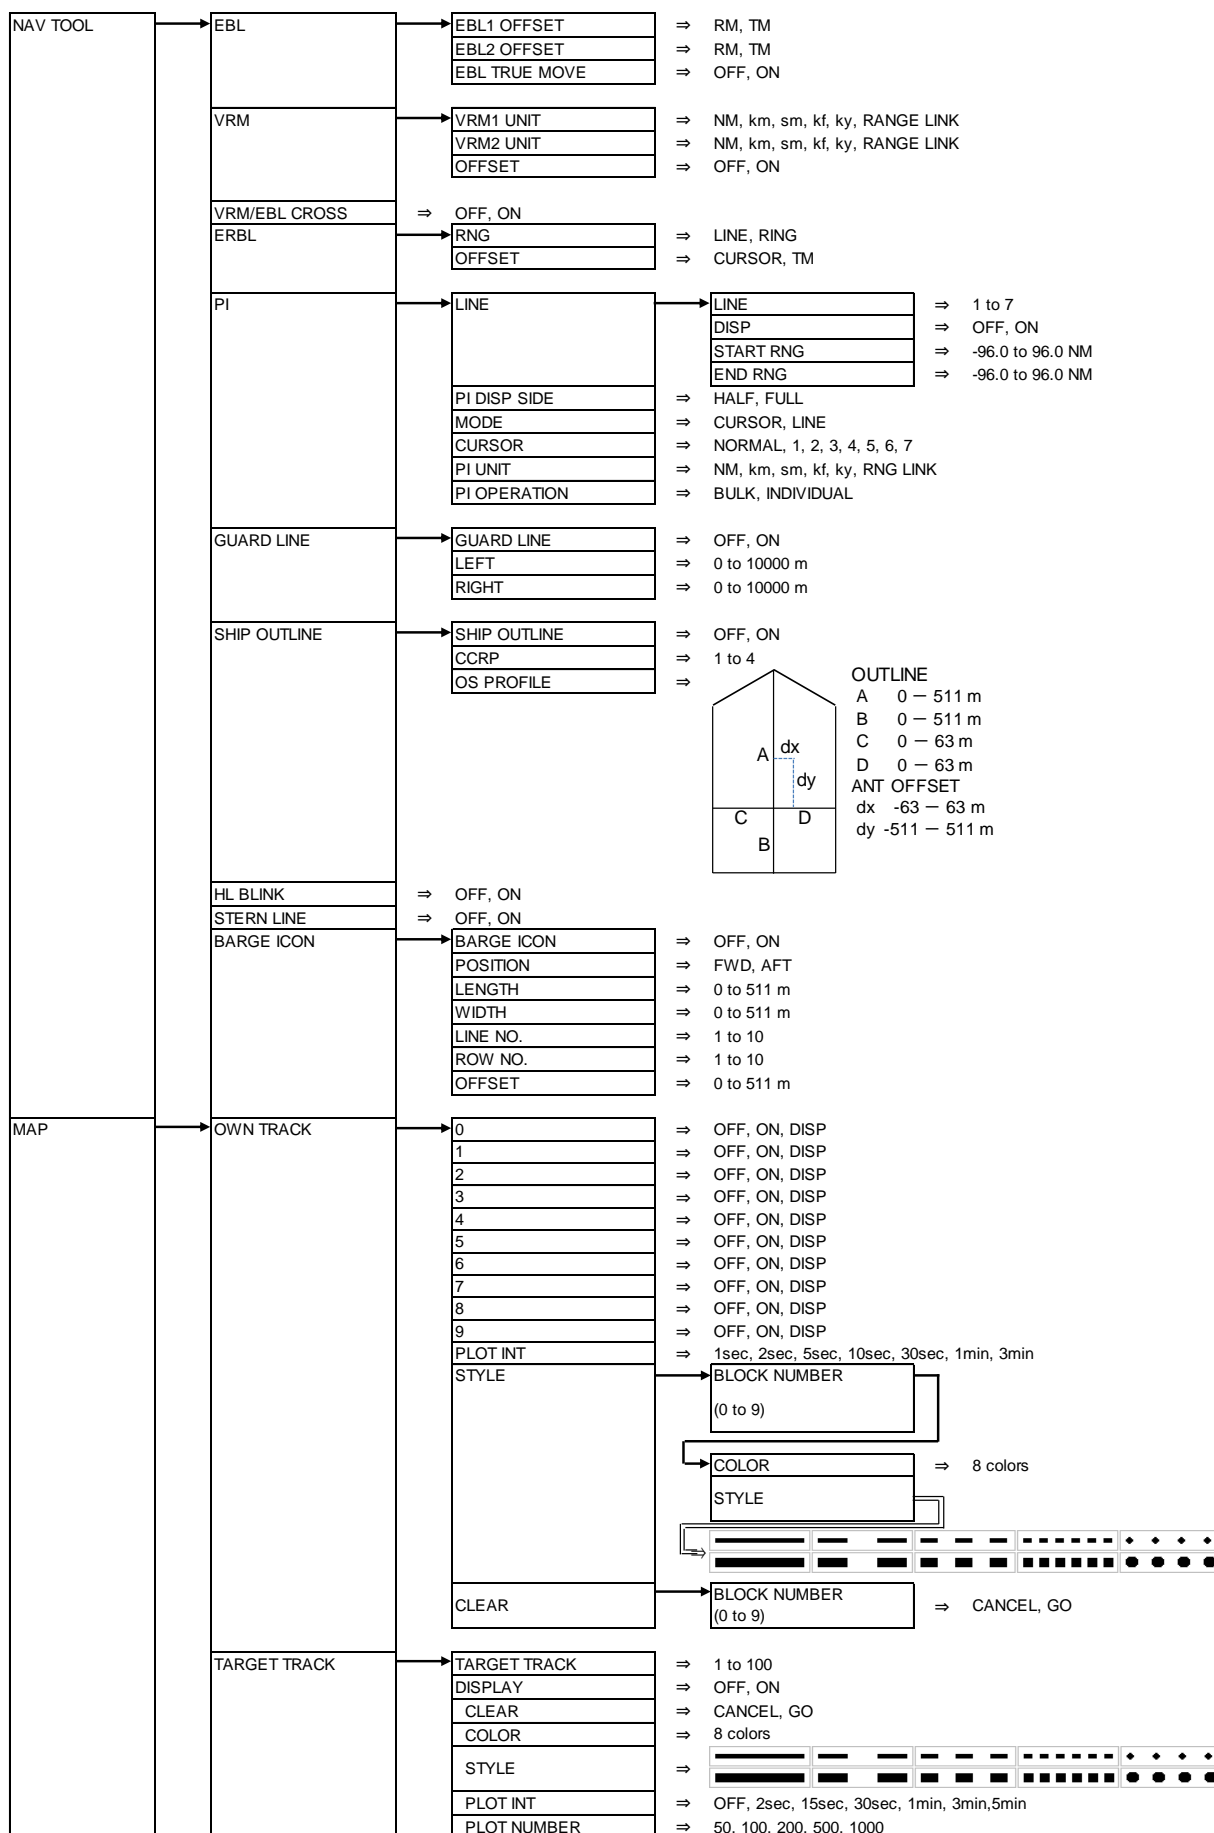 NAV TOOL EBL EBL1 OFFSET ⇒ RM, TM
EBL2 OFFSET ⇒ RM, TM
EBL TRUE MOVE ⇒ OFF, ON
VRM VRM1 UNIT ⇒ NM, km, sm, kf, ky, RANGE LINK
VRM2 UNIT ⇒ NM, km, sm, kf, ky, RANGE LINK
OFFSET ⇒ OFF, ON
VRM/EBL CROSS ⇒ OFF, ON
ERBL RNG ⇒ LINE, RING
OFFSET ⇒ CURSOR, TM
PI LINE LINE ⇒ 1 to 7
DISP ⇒ OFF, ON
START RNG ⇒ -96.0 to 96.0 NM
END RNG ⇒ -96.0 to 96.0 NM
PI DISP SIDE ⇒ HALF, FULL
MODE ⇒ CURSOR, LINE
CURSOR ⇒ NORMAL, 1, 2, 3, 4, 5, 6, 7
PI UNIT ⇒ NM, km, sm, kf, ky, RNG LINK
PI OPERATION ⇒ BULK, INDIVIDUAL
GUARD LINE GUARD LINE ⇒ OFF, ON
LEFT ⇒ 0 to 10000 m
RIGHT ⇒ 0 to 10000 m
SHIP OUTLINE SHIP OUTLINE ⇒ OFF, ON
CCRP ⇒ 1 to 4
OS PROFILE ⇒
OUTLINE
A 0 － 511 m
B 0 － 511 m
C 0 － 63 m
D 0 － 63 m
ANT OFFSET
dx -63 － 63 m
dy -511 － 511 m
A dx
dy
C D
B
HL BLINK ⇒ OFF, ON
STERN LINE ⇒ OFF, ON
BARGE ICON BARGE ICON ⇒ OFF, ON
POSITION ⇒ FWD, AFT
LENGTH ⇒ 0 to 511 m
WIDTH ⇒ 0 to 511 m
LINE NO. ⇒ 1 to 10
ROW NO. ⇒ 1 to 10
OFFSET ⇒ 0 to 511 m
MAP OWN TRACK 0 ⇒ OFF, ON, DISP
1 ⇒ OFF, ON, DISP
2 ⇒ OFF, ON, DISP
3 ⇒ OFF, ON, DISP
4 ⇒ OFF, ON, DISP
5 ⇒ OFF, ON, DISP
6 ⇒ OFF, ON, DISP
7 ⇒ OFF, ON, DISP
8 ⇒ OFF, ON, DISP
9 ⇒ OFF, ON, DISP
PLOT INT ⇒ 1sec, 2sec, 5sec, 10sec, 30sec, 1min, 3min
STYLE BLOCK NUMBER
(0 to 9)
COLOR ⇒ 8 colors
STYLE
CLEAR BLOCK NUMBER
(0 to 9) ⇒ CANCEL, GO
TARGET TRACK TARGET TRACK ⇒ 1 to 100
DISPLAY ⇒ OFF, ON
CLEAR ⇒ CANCEL, GO
COLOR ⇒ 8 colors
STYLE ⇒
PLOT INT ⇒ OFF, 2sec, 15sec, 30sec, 1min, 3min,5min
PLOT NUMBER ⇒ 50, 100, 200, 500, 1000